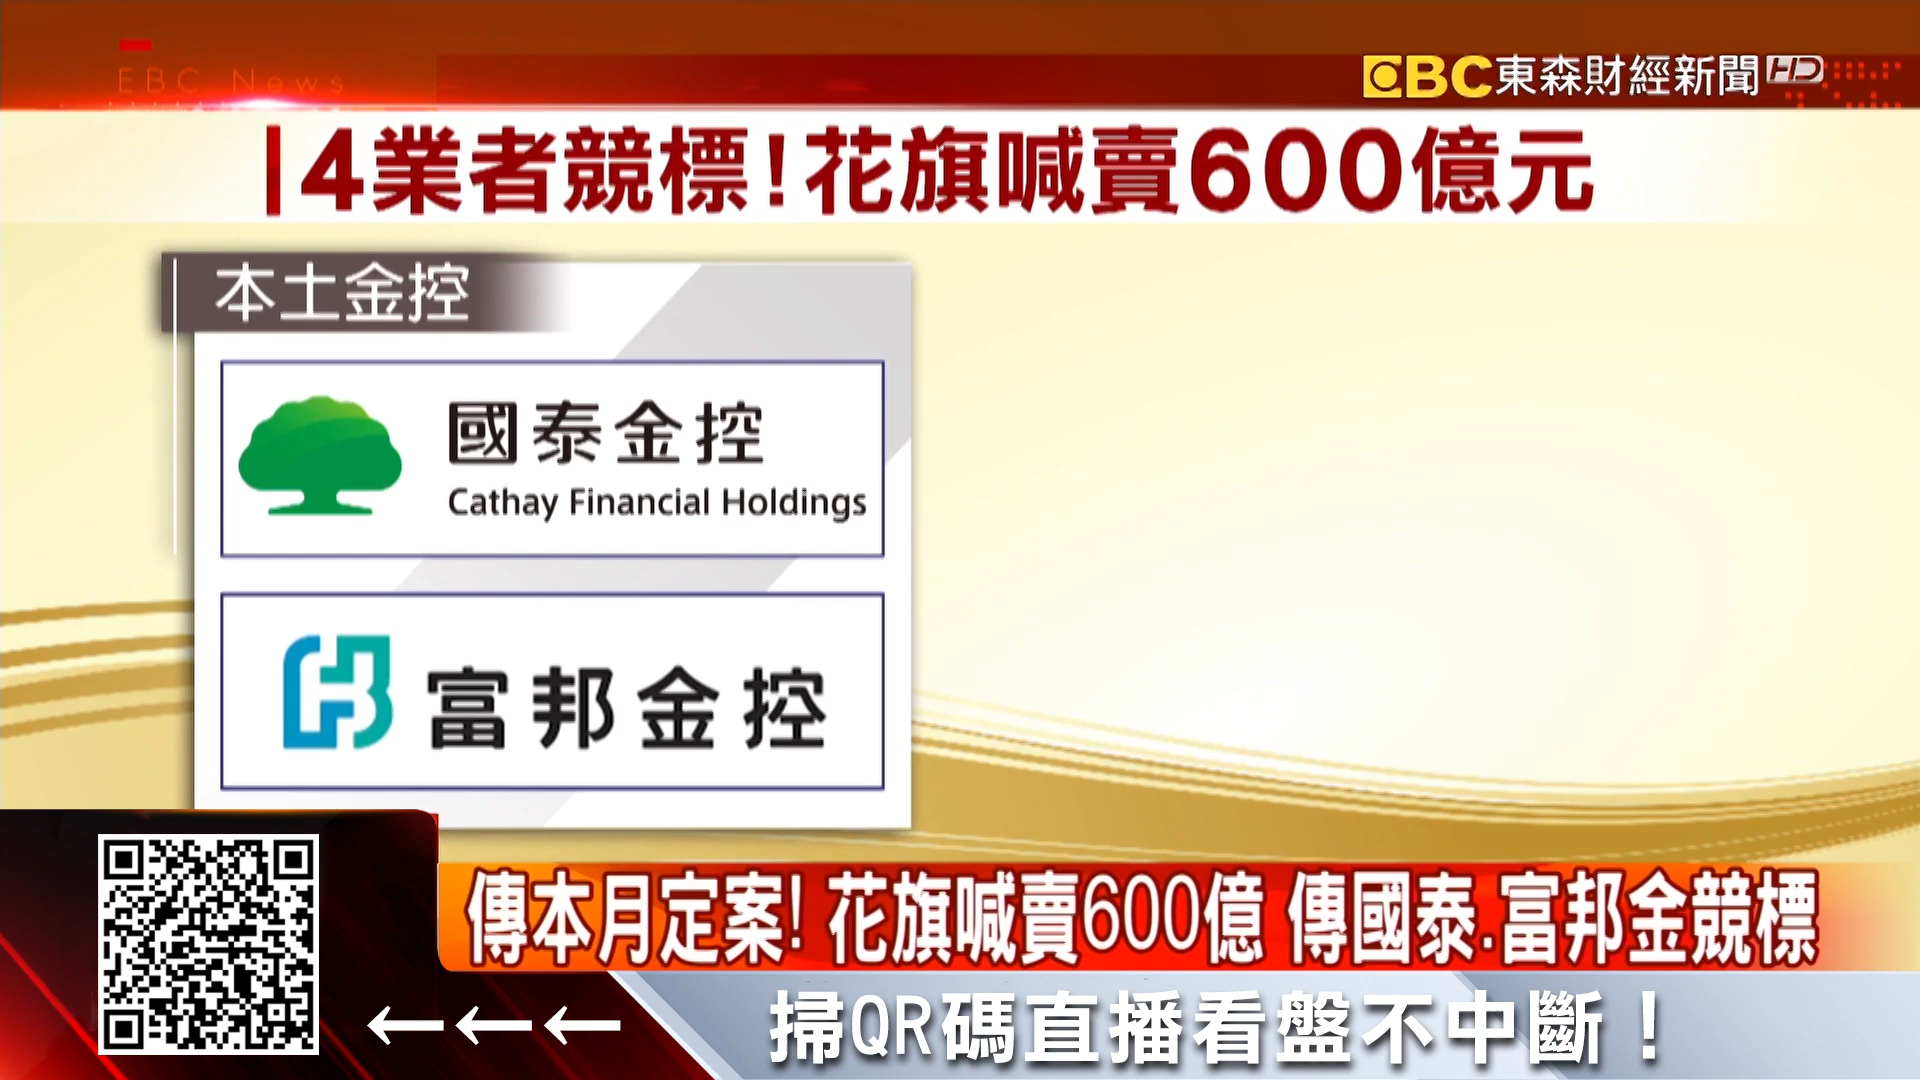 EBC News
EBC東森財經新聞HD
4業者競標!花旗喊賣600億元
本土金控
國泰金控
Cathay Financial Holdings
富邦金控
傳本月定案! 花旗喊賣600億 傳國泰.富邦金競標
←←← 掃QR碼直播看盤不中斷！